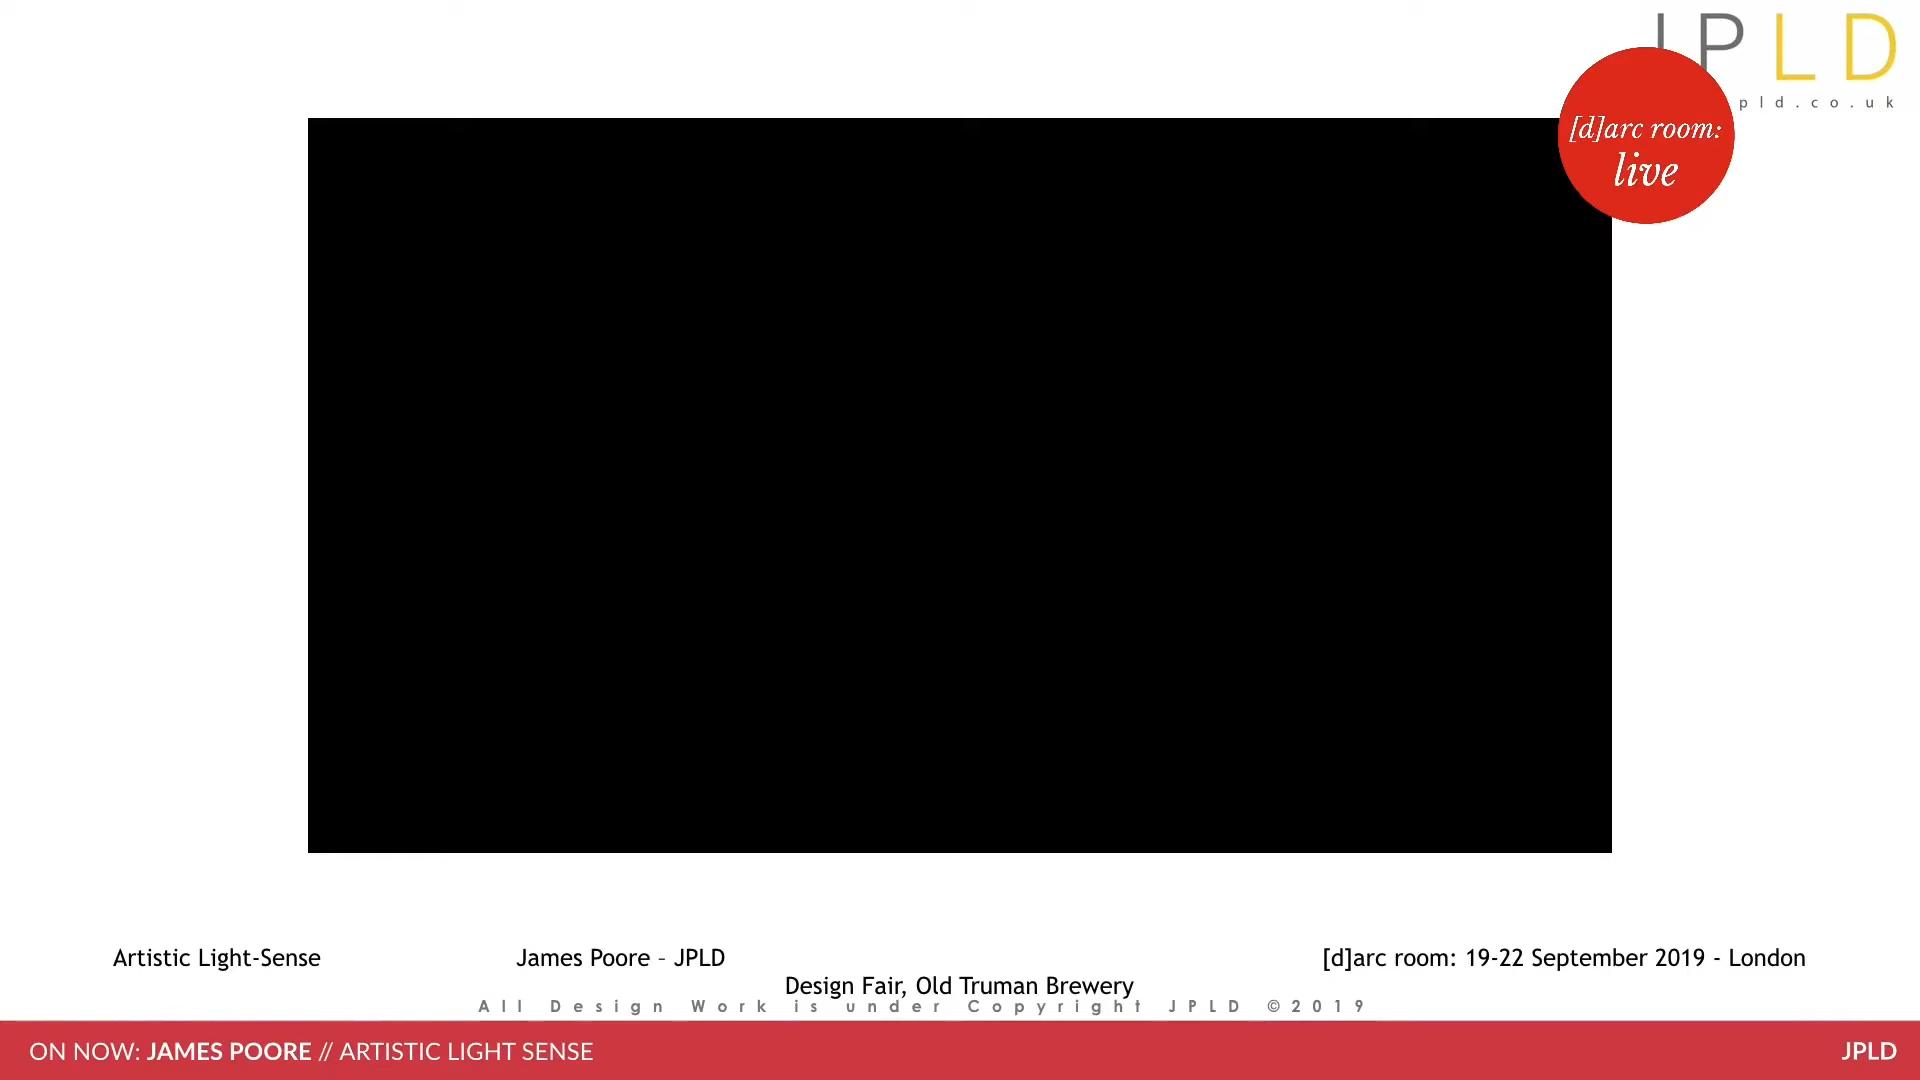 JPLD
pld.co.uk
[d]arc room:
live
Artistic Light-Sense
James Poore – JPLD
[d]arc room: 19-22 September 2019 - London
Design Fair, Old Truman Brewery
All Design Work is under Copyright JPLD ©2019
ON NOW: JAMES POORE // ARTISTIC LIGHT SENSE
JPLD